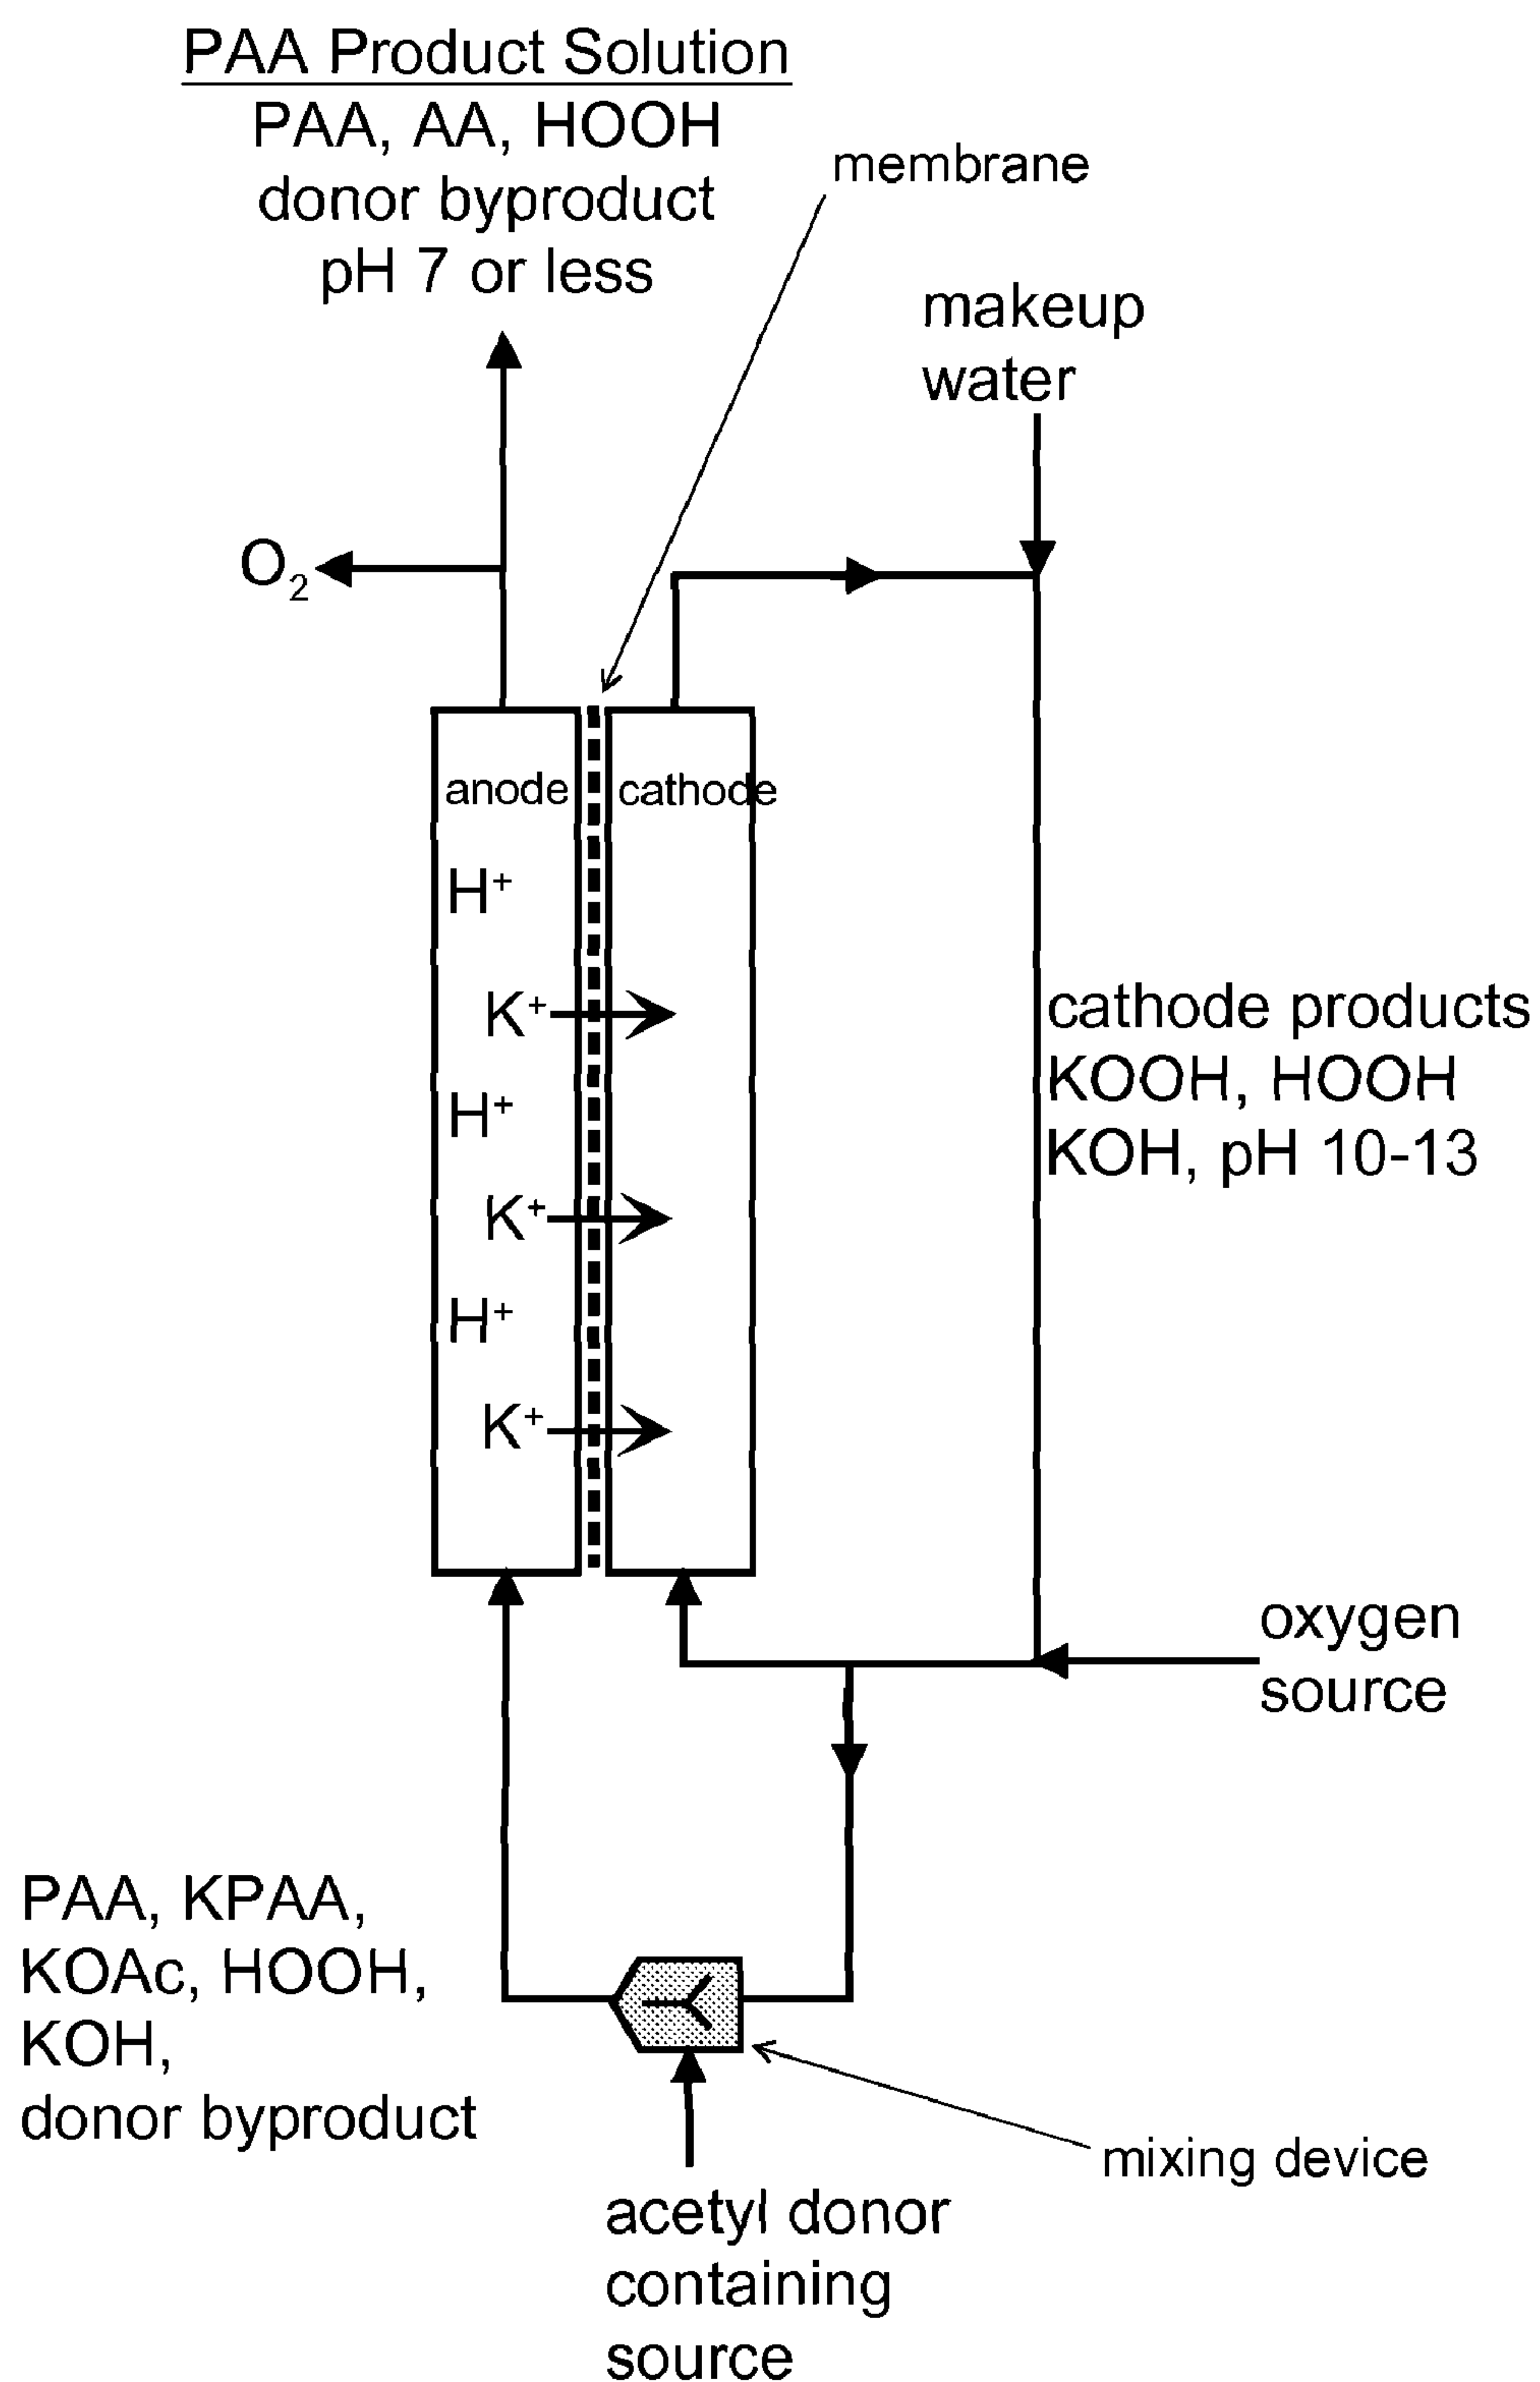 PAA Product Solution
PAA, AA, HOOH
donor byproduct
pH 7 or less
membrane
makeup
water
O₂
anode
cathode
H⁺
K⁺
H⁺
K⁺
H⁺
K⁺
cathode products
KOOH, HOOH
KOH, pH 10-13
oxygen
source
PAA, KPAA,
KOAc, HOOH,
KOH,
donor byproduct
mixing device
acetyl donor
containing
source